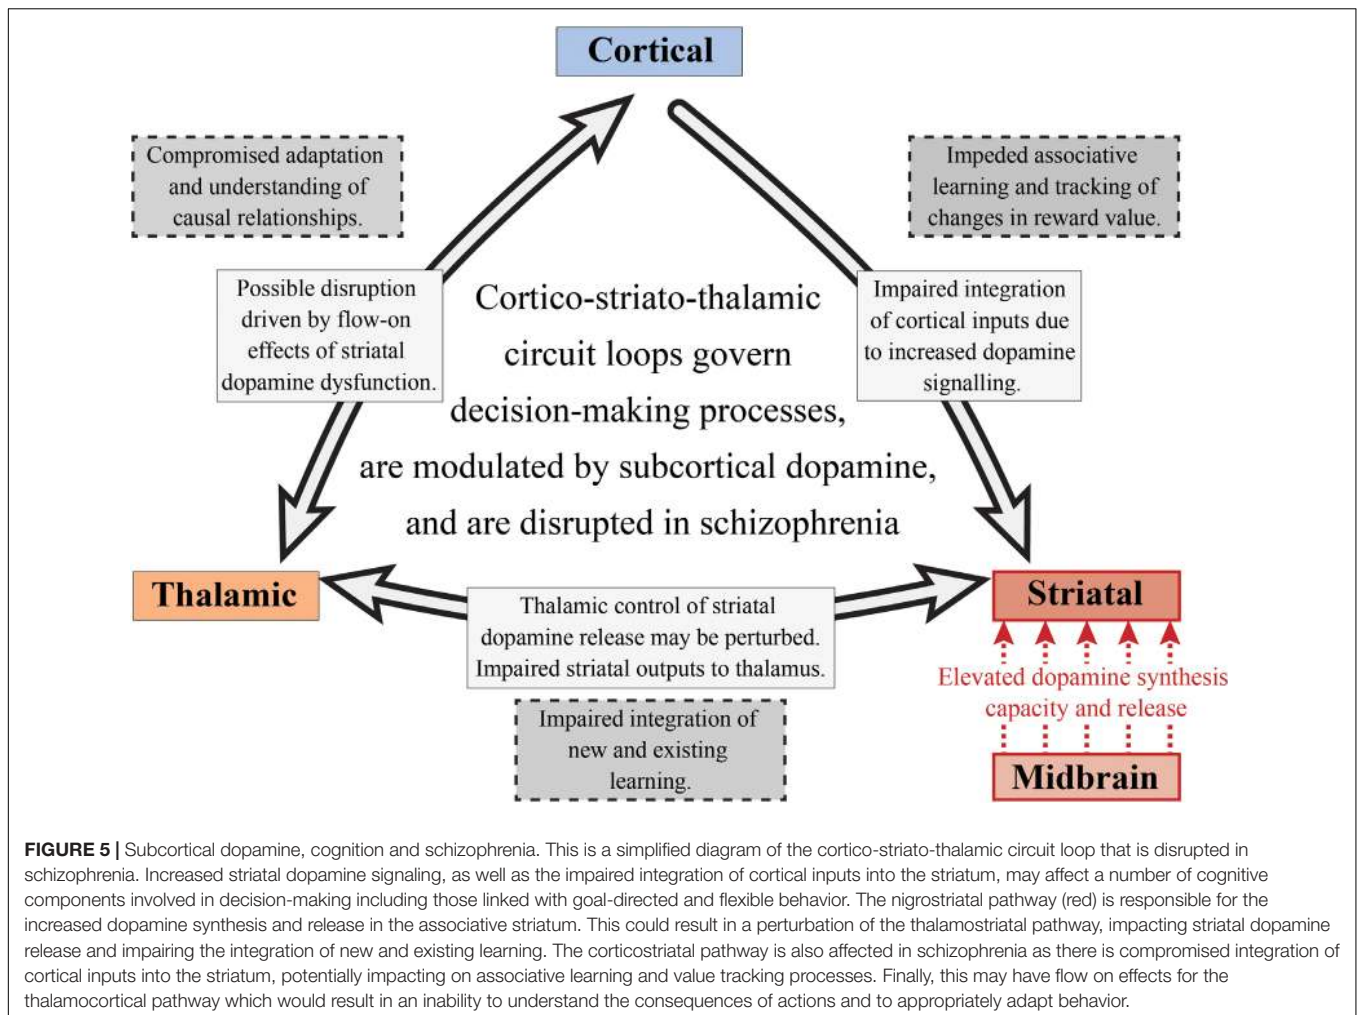 Cortical
Compromised adaptation
and understanding of
causal relationships.
Impeded associative
learning and tracking of
changes in reward value.
Possible disruption
driven by flow-on
effects of striatal
dopamine dysfunction.
Impaired integration
of cortical inputs due
to increased dopamine
signalling.
Cortico-striato-thalamic
circuit loops govern
decision-making processes,
are modulated by subcortical dopamine,
and are disrupted in schizophrenia
Thalamic
Thalamic control of striatal
dopamine release may be perturbed.
Impaired striatal outputs to thalamus.
Striatal
Elevated dopamine synthesis
capacity and release
Midbrain
Impaired integration of
new and existing
learning.
FIGURE 5 | Subcortical dopamine, cognition and schizophrenia. This is a simplified diagram of the cortico-striato-thalamic circuit loop that is disrupted in
schizophrenia. Increased striatal dopamine signaling, as well as the impaired integration of cortical inputs into the striatum, may affect a number of cognitive
components involved in decision-making including those linked with goal-directed and flexible behavior. The nigrostriatal pathway (red) is responsible for the
increased dopamine synthesis and release in the associative striatum. This could result in a perturbation of the thalamostriatal pathway, impacting striatal dopamine
release and impairing the integration of new and existing learning. The corticostriatal pathway is also affected in schizophrenia as there is compromised integration of
cortical inputs into the striatum, potentially impacting on associative learning and value tracking processes. Finally, this may have flow on effects for the
thalamocortical pathway which would result in an inability to understand the consequences of actions and to appropriately adapt behavior.